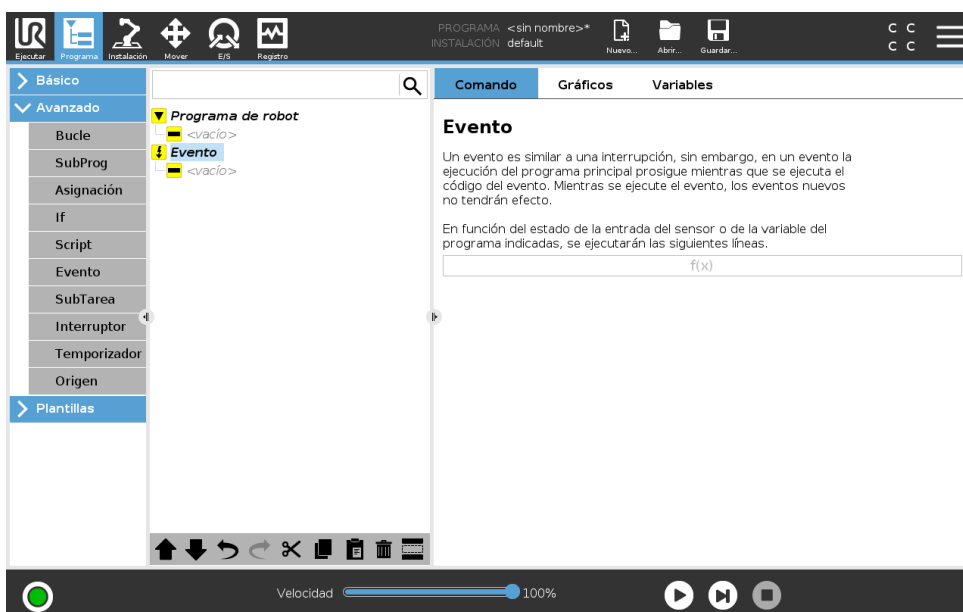 UR
Ejecutar
Programa
Instalación
Mover
E/S
Registro
PROGRAMA <sin nombre>*
INSTALACIÓN default
Nuevo...
Abrir...
Guardar...
C C
C C
Básico
Avanzado
Bucle
SubProg
Asignación
If
Script
Evento
SubTarea
Interruptor
Temporizador
Origen
Plantillas
Programa de robot
<vacío>
Evento
<vacío>
Comando
Gráficos
Variables
Evento
Un evento es similar a una interrupción, sin embargo, en un evento la
ejecución del programa principal prosigue mientras que se ejecuta el
código del evento. Mientras se ejecute el evento, los eventos nuevos
no tendrán efecto.
En función del estado de la entrada del sensor o de la variable del
programa indicadas, se ejecutarán las siguientes líneas.
f(x)
Velocidad
100%